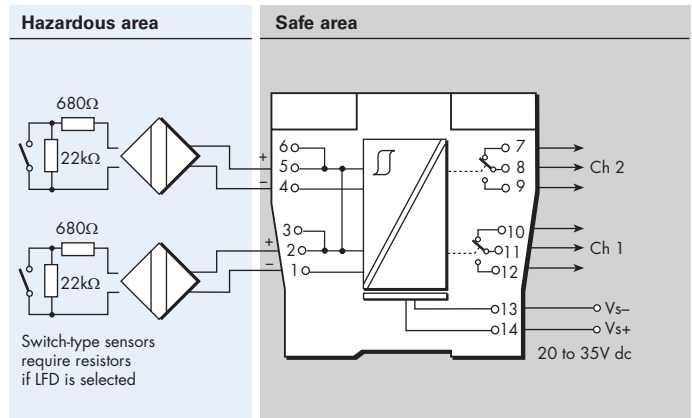 Hazardous area
Safe area
680Ω
22kΩ
+
−
6
5
4
7
8
9
Ch 2
680Ω
22kΩ
+
−
3
2
1
10
11
12
Ch 1
13
14
Vs−
Vs+
20 to 35V dc
Switch-type sensors
require resistors
if LFD is selected